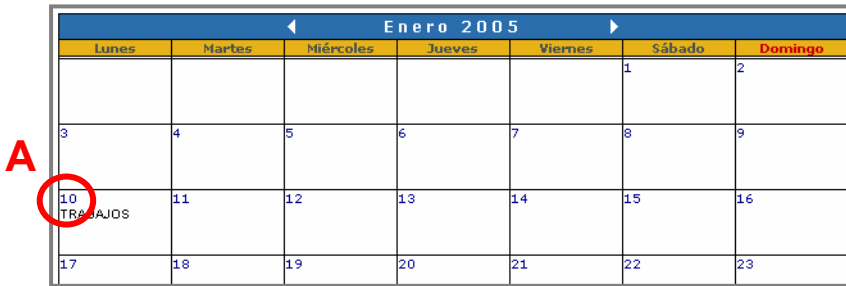 Enero 2005
Lunes Martes Miércoles Jueves Viernes Sábado Domingo
1 2
3 4 5 6 7 8 9
A
10 11 12 13 14 15 16
TRABAJOS
17 18 19 20 21 22 23